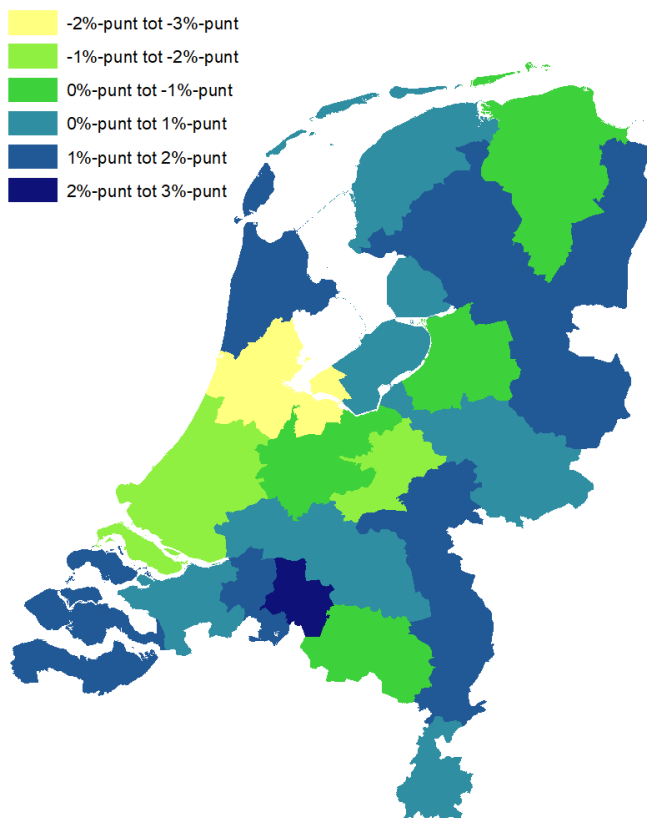 -2%-punt tot -3%-punt
-1%-punt tot -2%-punt
0%-punt tot -1%-punt
0%-punt tot 1%-punt
1%-punt tot 2%-punt
2%-punt tot 3%-punt